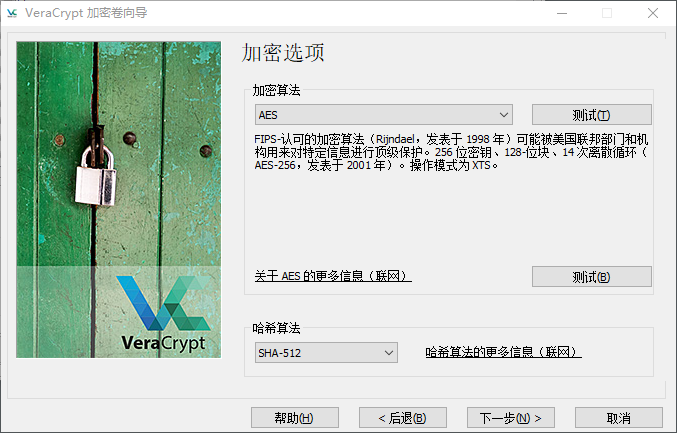 VeraCrypt 加密卷向导
加密选项
加密算法
AES
测试(T)
FIPS-认可的加密算法（Rijndael，发表于 1998 年）可能被美国联邦部门和机
构用来对特定信息进行顶级保护。256 位密钥、128-位块、14 次离散循环（
AES-256，发表于 2001 年）。操作模式为 XTS。
关于 AES 的更多信息（联网）
测试(B)
VeraCrypt
哈希算法
SHA-512
哈希算法的更多信息（联网）
帮助(H)
< 后退(B)
下一步(N) >
取消